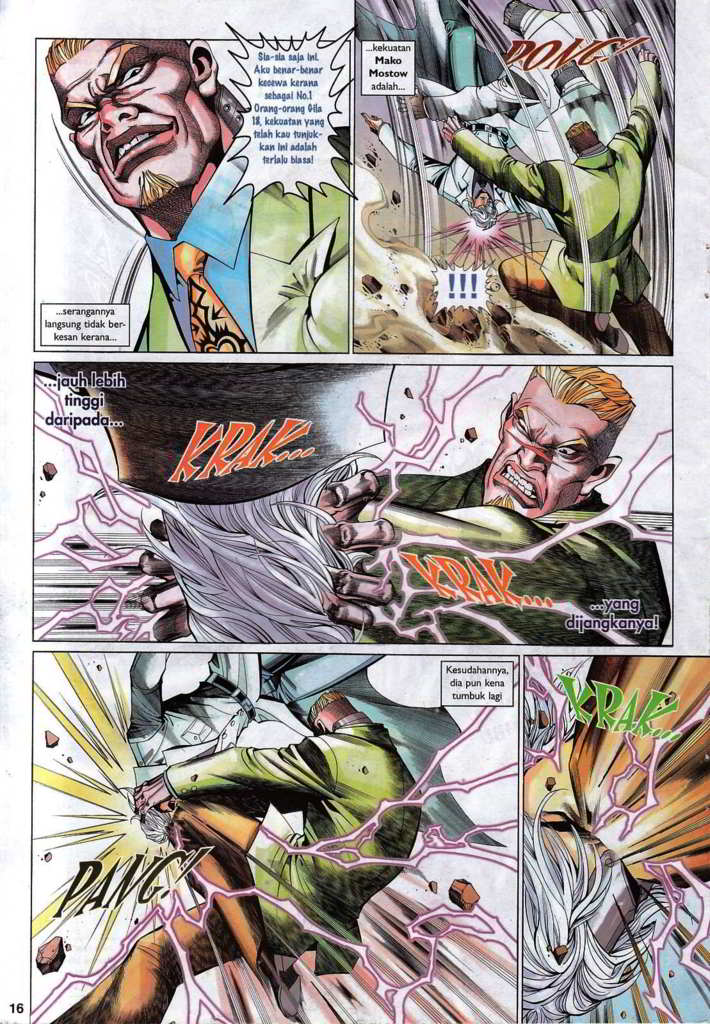 Sia-sia saja ini.
Aku benar-benar
kecewa kerana
sebagai No.1
Orang-orang Gila
18, kekuatan yang
telah kau tunjuk-
kan ini adalah
terlalu biasa!
...serangannya
langsung tidak ber-
kesan kerana...
...kekuatan
Mako
Mostow
adalah...
PONG!
!!!
...jauh lebih
tinggi
daripada...
KRAK...
KRAK...
...yang
dijangkanya!
Kesudahannya,
dia pun kena
tumbuk lagi
PANG!
KRAK...
16